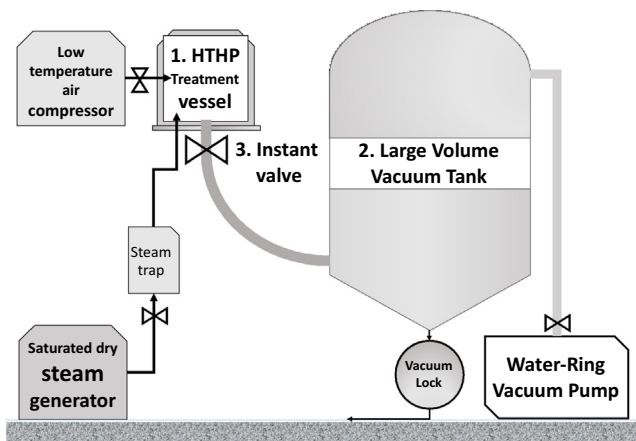 Low
temperature
air
compressor
1. HTHP
Treatment
vessel
3. Instant
valve
2. Large Volume
Vacuum Tank
Steam
trap
Saturated dry
steam
generator
Vacuum
Lock
Water-Ring
Vacuum Pump